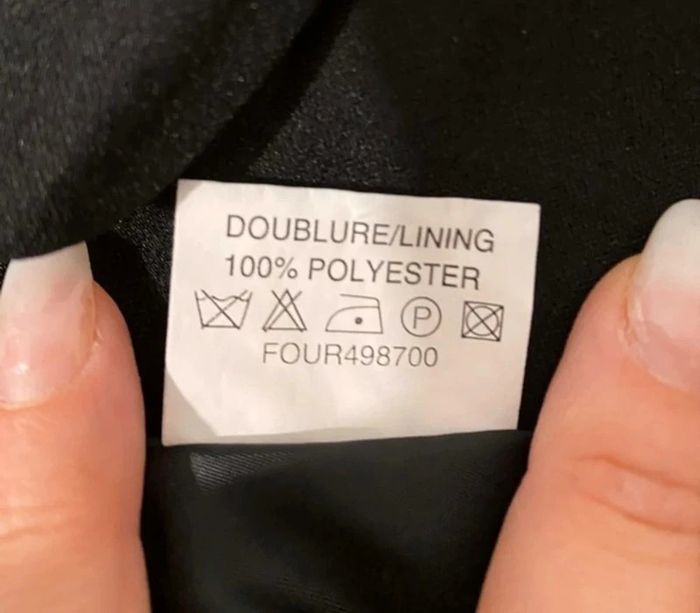 DOUBLURE/LINING
100% POLYESTER
P
FOUR498700